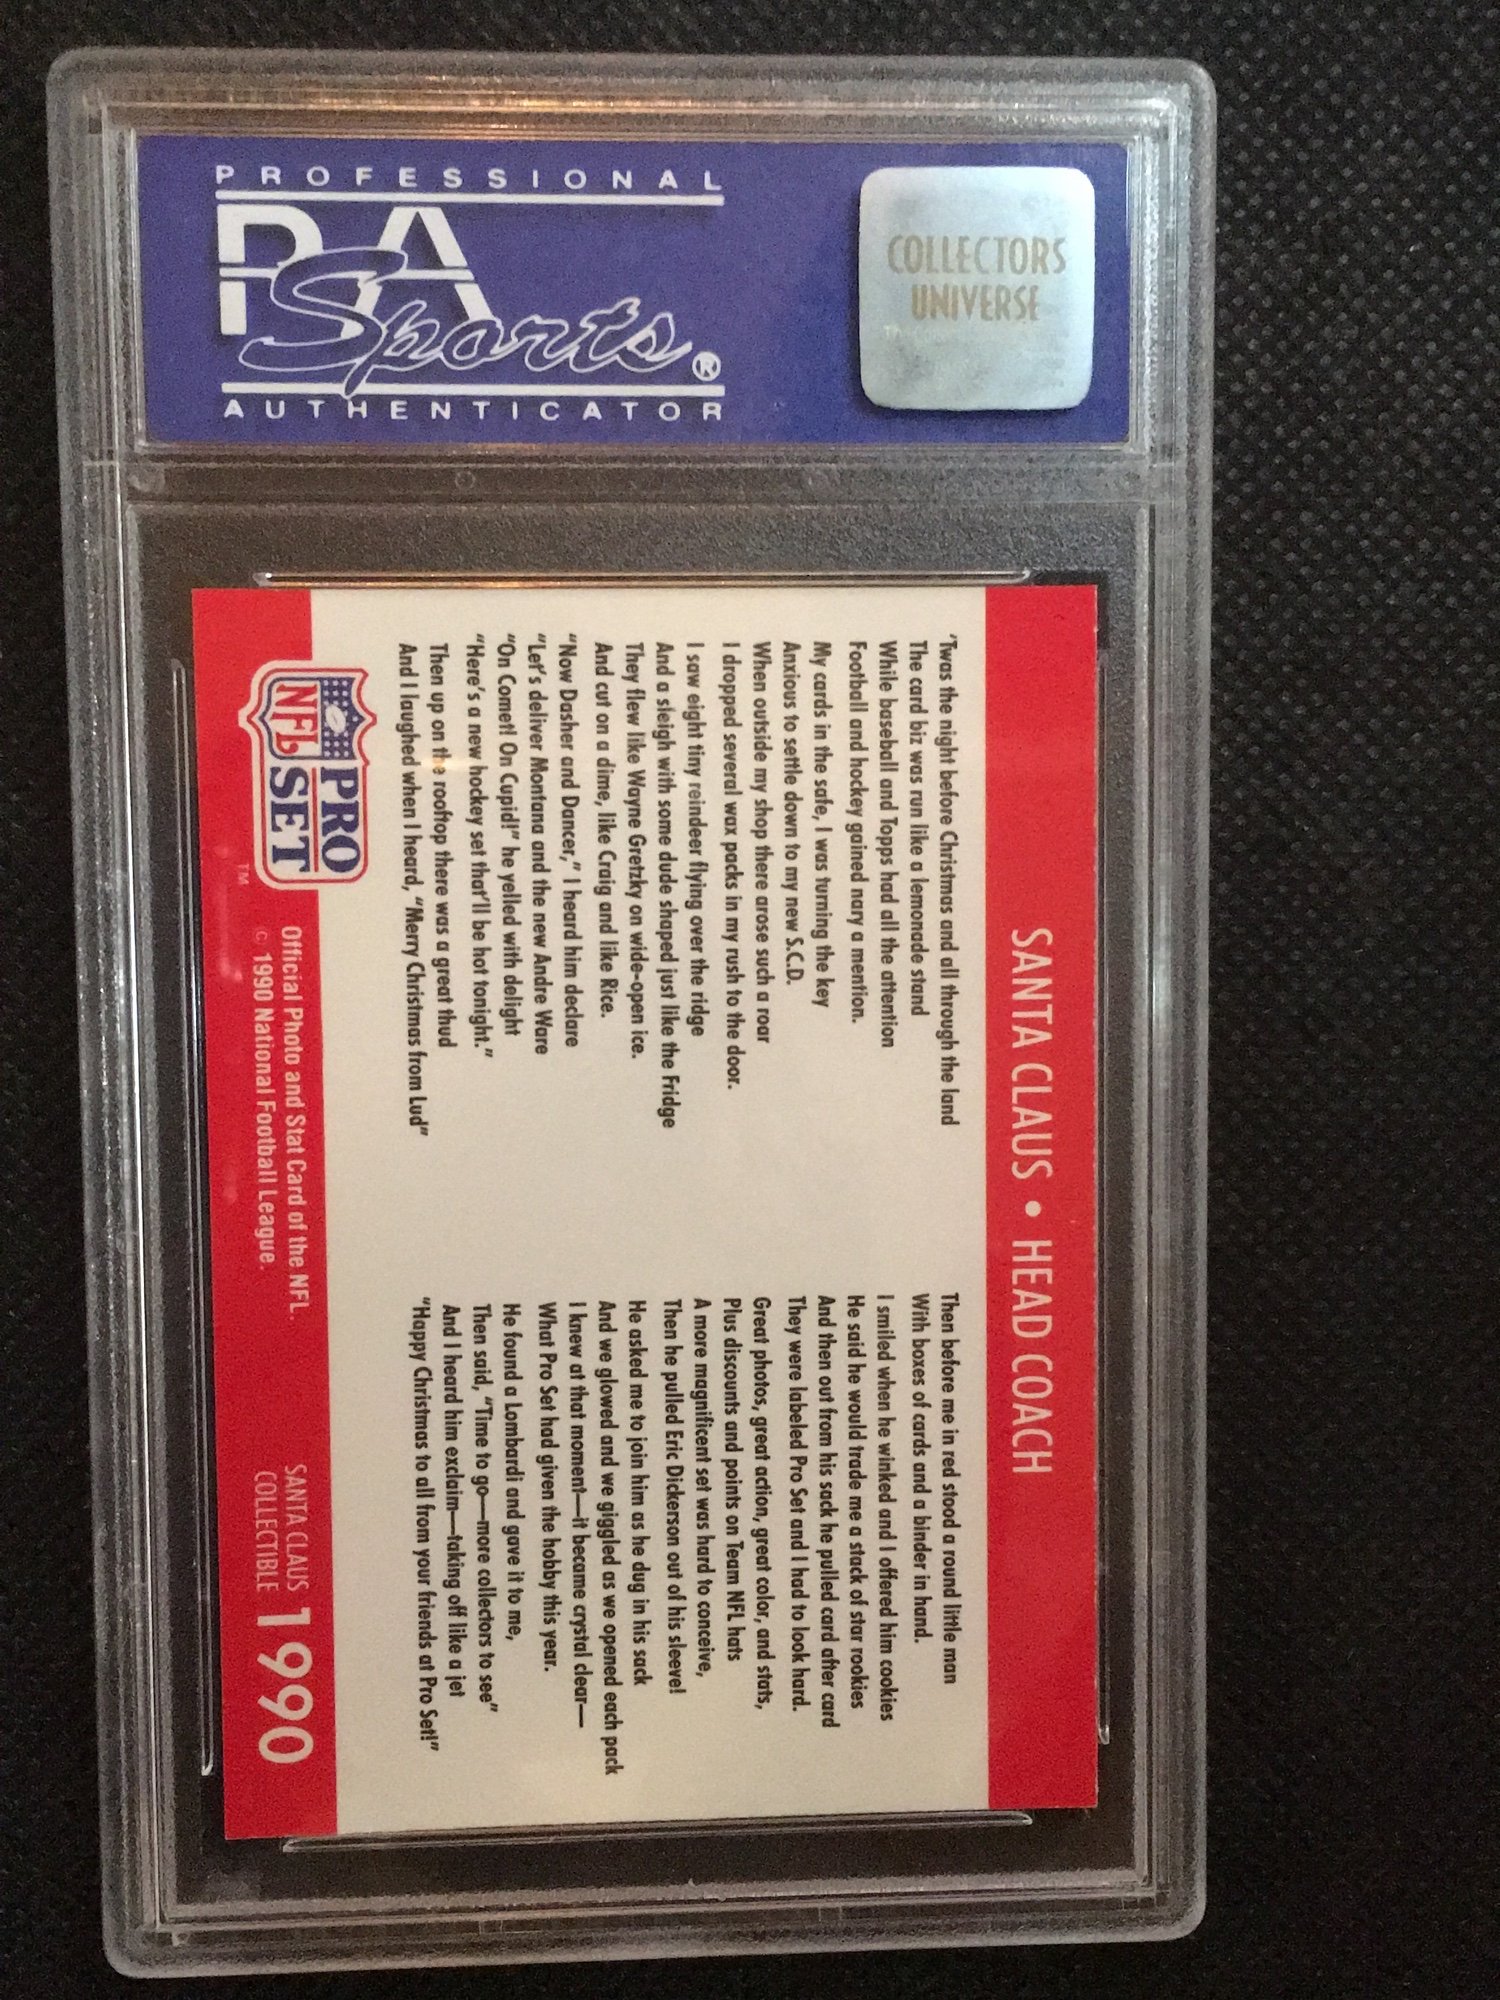 PROFESSIONAL
PSA
Sports®
AUTHENTICATOR
COLLECTORS
UNIVERSE
™
SANTA CLAUS • HEAD COACH
'Twas the night before Christmas and all through the land
The card biz was run like a lemonade stand
While baseball and Topps had all the attention
Football and hockey gained nary a mention.
My cards in the safe, I was turning the key
Anxious to settle down to my new S.C.D.
When outside my shop there arose such a roar
I dropped several wax packs in my rush to the door.
I saw eight tiny reindeer flying over the ridge
And a sleigh with some dude shaped just like the Fridge
They flew like Wayne Gretzky on wide-open ice.
And cut on a dime, like Craig and like Rice.
"Now Dasher and Dancer," I heard him declare
"Let's deliver Montana and the new Andre Ware
"On Comet! On Cupid!" he yelled with delight
"Here's a new hockey set that'll be hot tonight."
Then up on the rooftop there was a great thud
And I laughed when I heard, "Merry Christmas from Lud"
Then before me in red stood a round little man
With boxes of cards and a binder in hand.
I smiled when he winked and I offered him cookies
He said he would trade me a stack of star rookies
And then out from his sack he pulled card after card
They were labeled Pro Set and I had to look hard.
Great photos, great action, great color, and stats,
Plus discounts and points on Team NFL hats
A more magnificent set was hard to conceive,
Then he pulled Eric Dickerson out of his sleeve!
He asked me to join him as he dug in his sack
And we glowed and we giggled as we opened each pack
I knew at that moment—it became crystal clear—
What Pro Set had given the hobby this year.
He found a Lombardi and gave it to me,
Then said, "Time to go—more collectors to see"
And I heard him exclaim—taking off like a jet
"Happy Christmas to all from your friends at Pro Set!"
NFL
PRO
SET
™
Official Photo and Stat Card of the NFL.
© 1990 National Football League.
SANTA CLAUS
COLLECTIBLE
1990